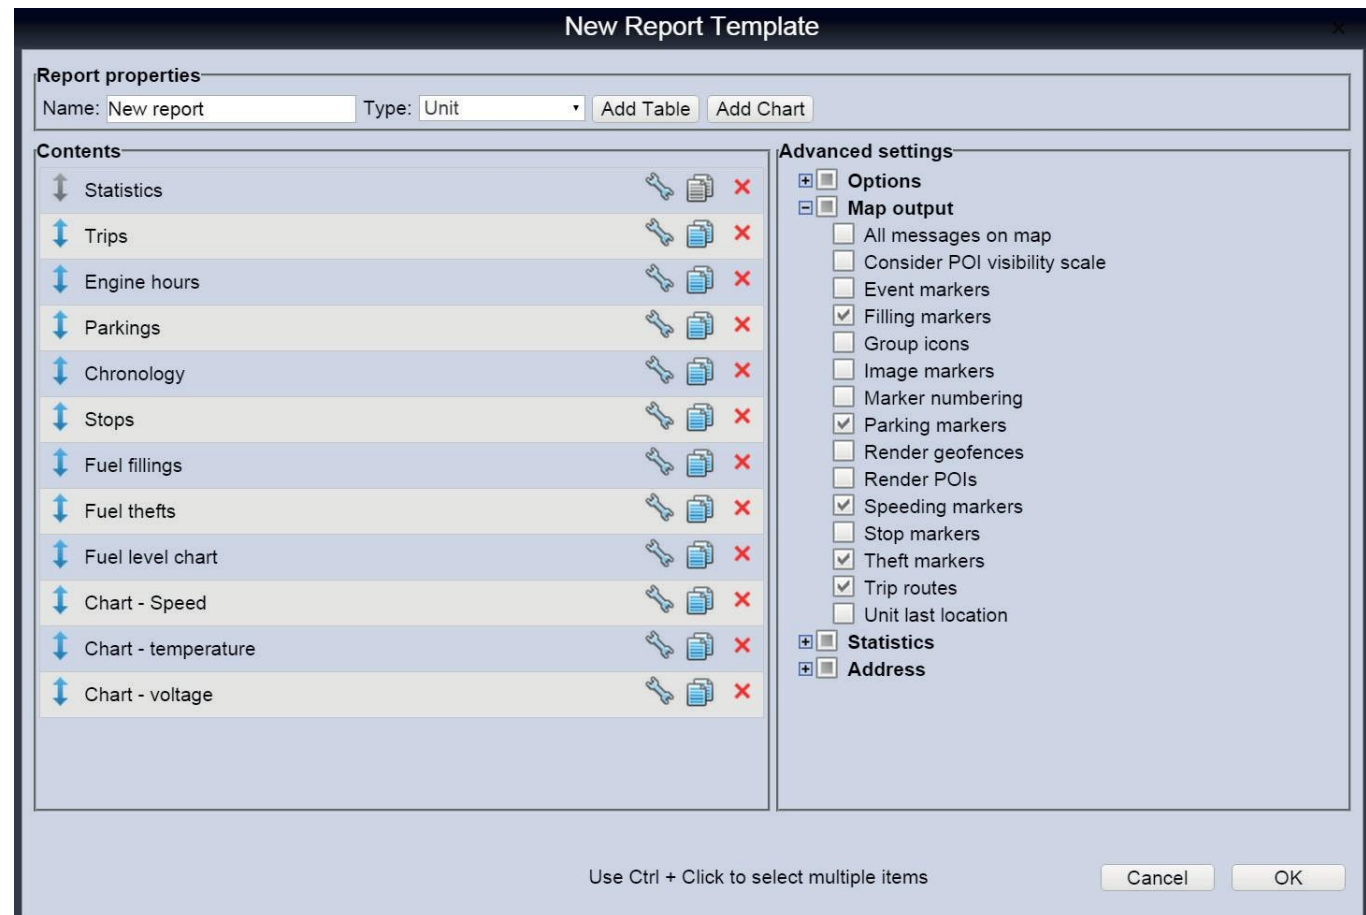 New Report Template
Report properties
Name: New report Type: Unit Add Table Add Chart
Contents
Statistics
Trips
Engine hours
Parkings
Chronology
Stops
Fuel fillings
Fuel thefts
Fuel level chart
Chart - Speed
Chart - temperature
Chart - voltage
Advanced settings
Options
Map output
All messages on map
Consider POI visibility scale
Event markers
Filling markers
Group icons
Image markers
Marker numbering
Parking markers
Render geofences
Render POIs
Speeding markers
Stop markers
Theft markers
Trip routes
Unit last location
Statistics
Address
Use Ctrl + Click to select multiple items
Cancel OK